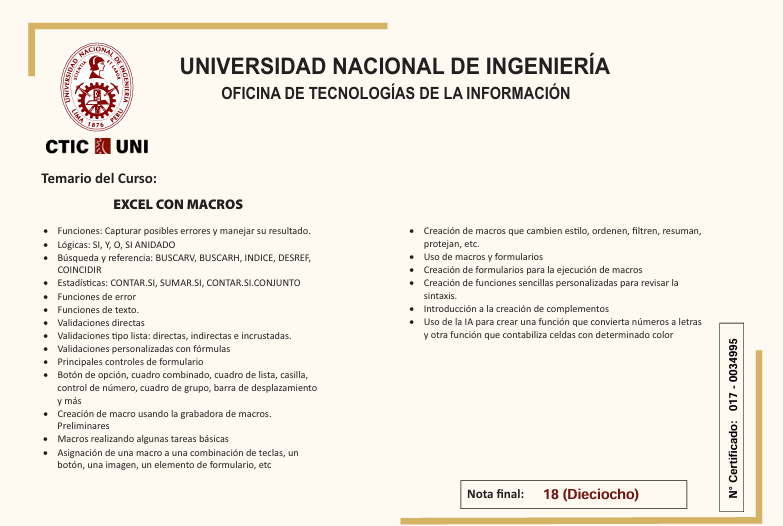 UNIVERSIDAD NACIONAL DE INGENIERÍA
SCIENTIA ET LABOR
LIMA 1876 PERU
CTIC UNI
UNIVERSIDAD NACIONAL DE INGENIERÍA
OFICINA DE TECNOLOGÍAS DE LA INFORMACIÓN
Temario del Curso:
EXCEL CON MACROS
• Funciones: Capturar posibles errores y manejar su resultado.
• Lógicas: SI, Y, O, SI ANIDADO
• Búsqueda y referencia: BUSCARV, BUSCARH, INDICE, DESREF,
COINCIDIR
• Estadísticas: CONTAR.SI, SUMAR.SI, CONTAR.SI.CONJUNTO
• Funciones de error
• Funciones de texto.
• Validaciones directas
• Validaciones tipo lista: directas, indirectas e incrustadas.
• Validaciones personalizadas con fórmulas
• Principales controles de formulario
• Botón de opción, cuadro combinado, cuadro de lista, casilla,
control de número, cuadro de grupo, barra de desplazamiento
y más
• Creación de macro usando la grabadora de macros.
Preliminares
• Macros realizando algunas tareas básicas
• Asignación de una macro a una combinación de teclas, un
botón, una imagen, un elemento de formulario, etc
• Creación de macros que cambien estilo, ordenen, filtren, resuman,
protejan, etc.
• Uso de macros y formularios
• Creación de formularios para la ejecución de macros
• Creación de funciones sencillas personalizadas para revisar la
sintaxis.
• Introducción a la creación de complementos
• Uso de la IA para crear una función que convierta números a letras
y otra función que contabiliza celdas con determinado color
N° Certificado: 017 - 0034995
Nota final: 18 (Dieciocho)